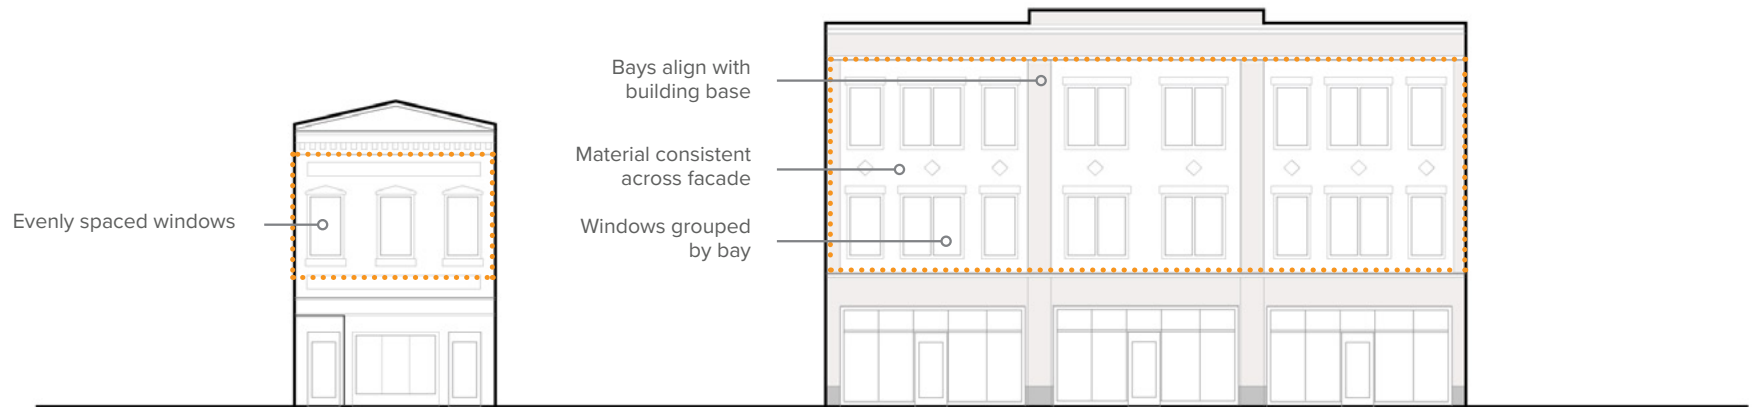 Evenly spaced windows
Bays align with
building base
Material consistent
across facade
Windows grouped
by bay